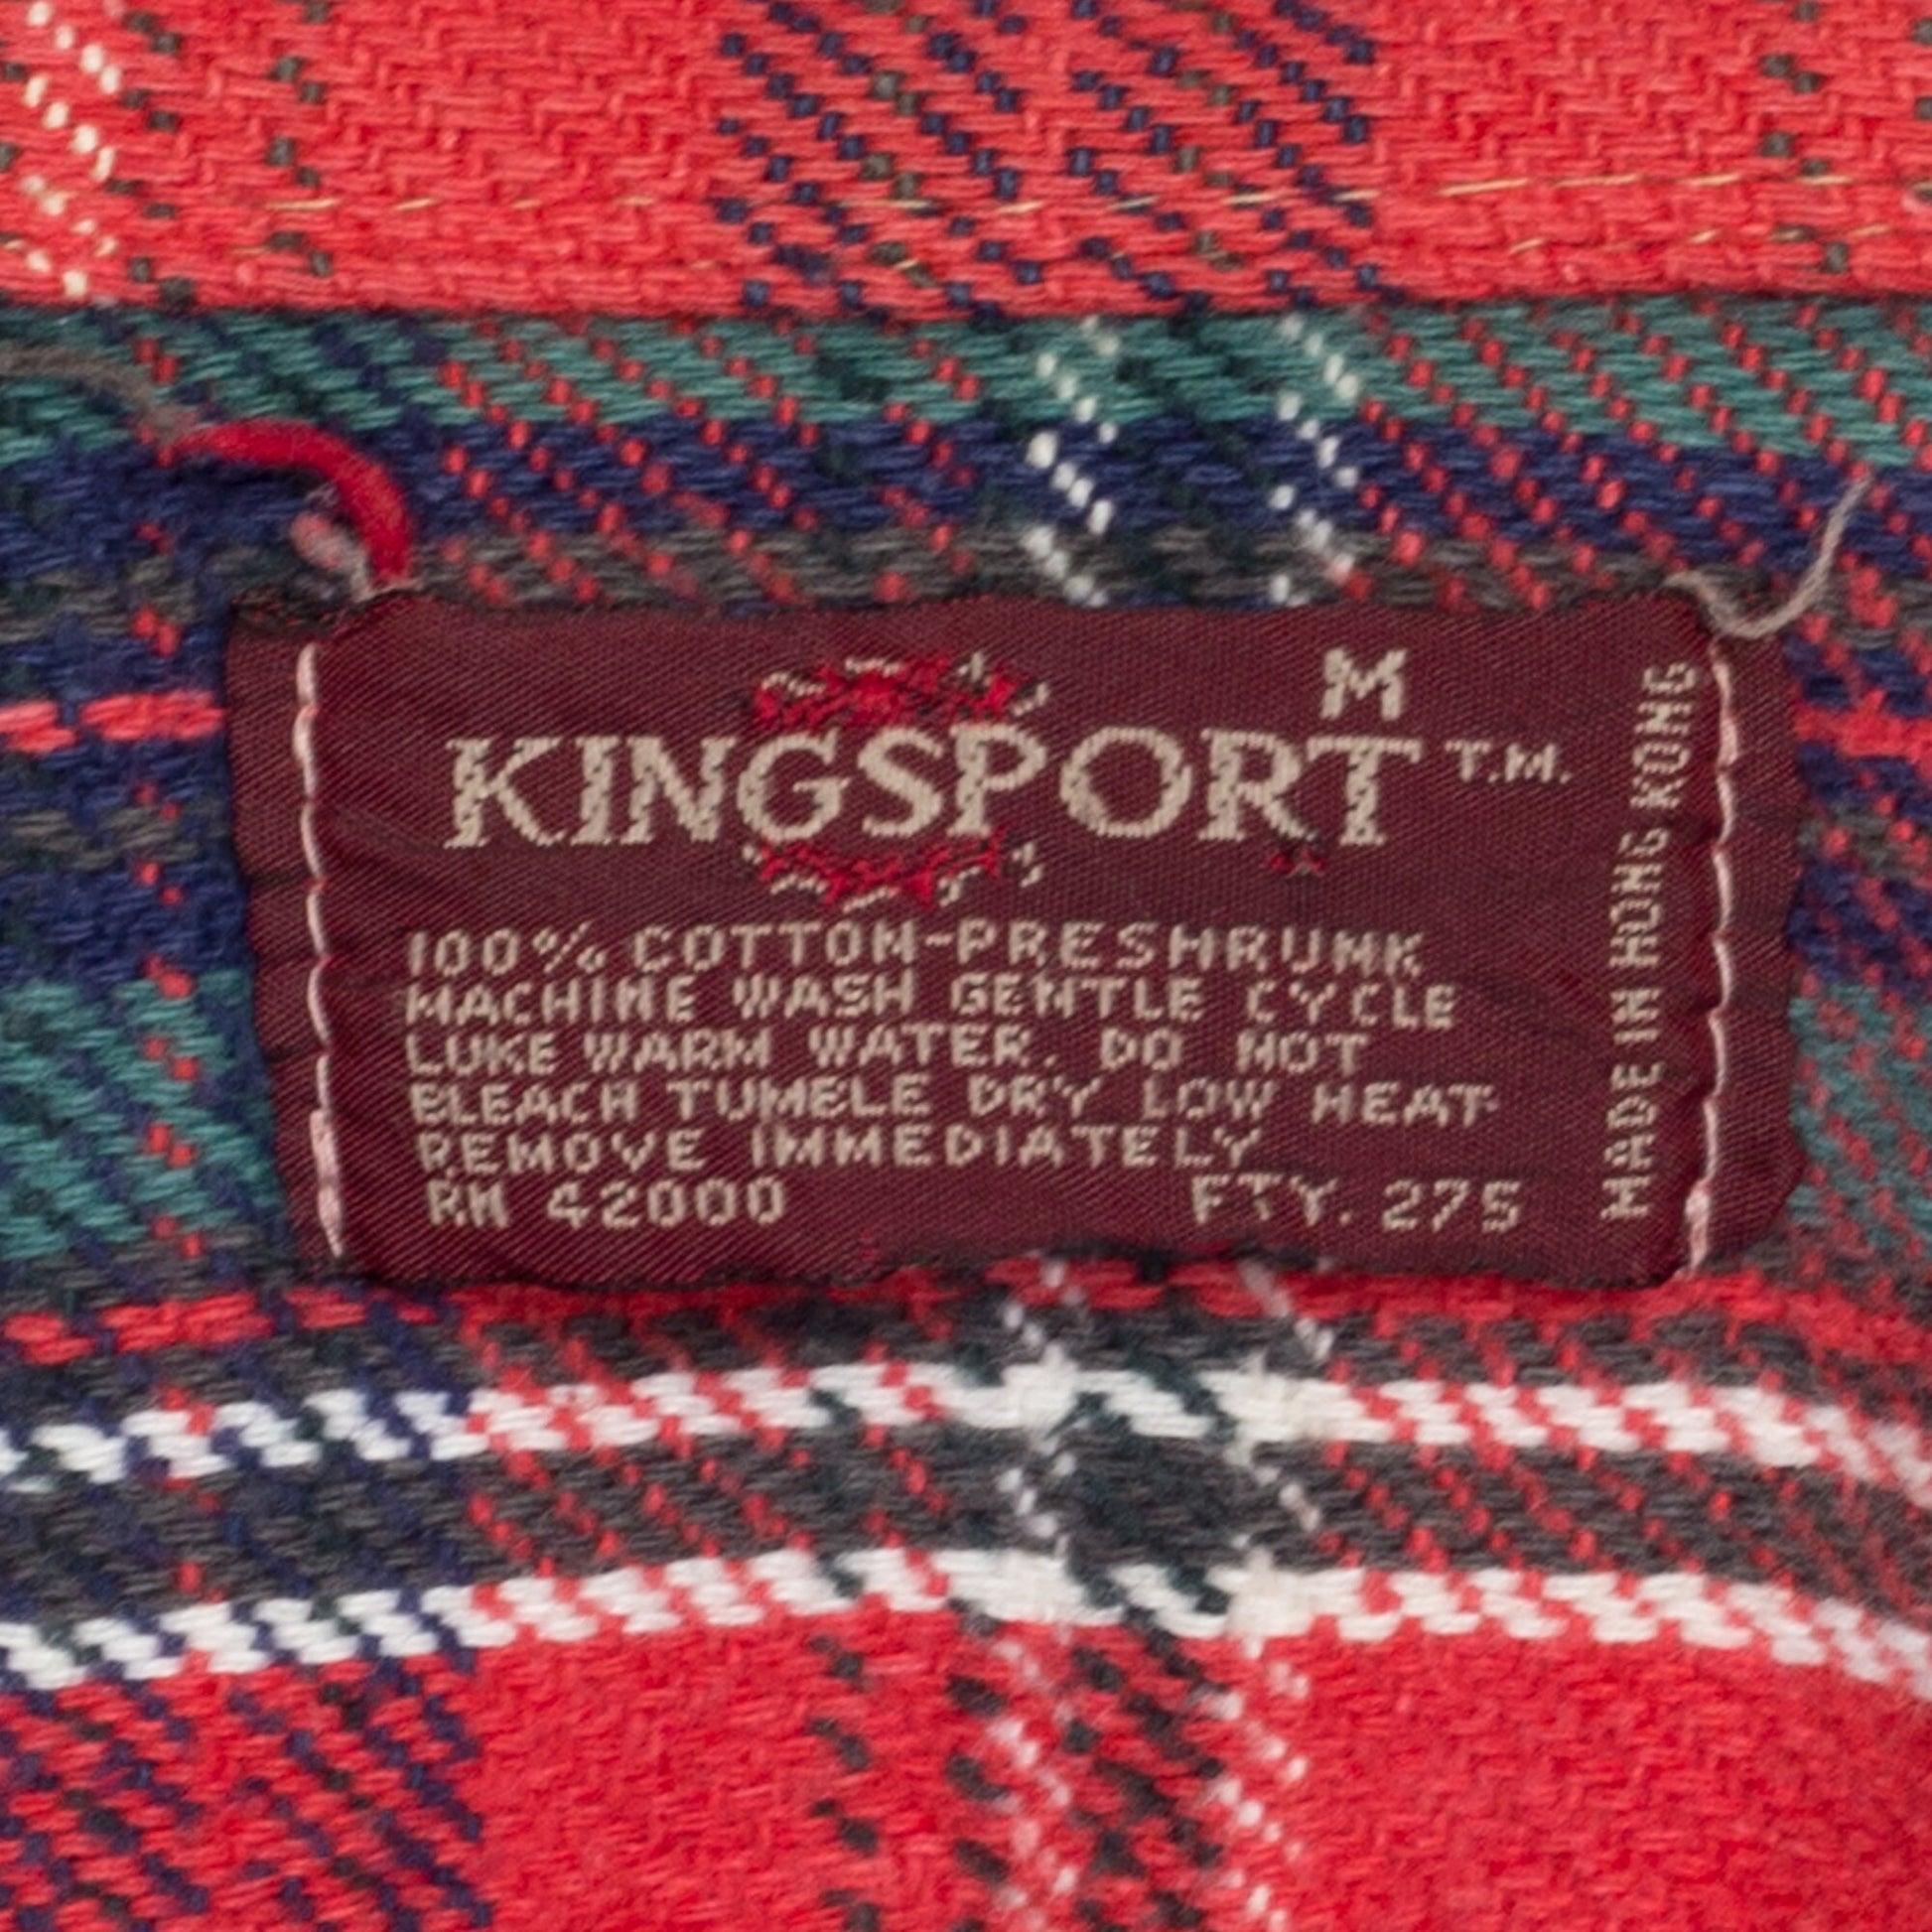 M
KINGSPORT T.M.
100% COTTON-PRESHRUNK
MACHINE WASH GENTLE CYCLE
LUKE WARM WATER. DO NOT
BLEACH TUMBLE DRY LOW HEAT
REMOVE IMMEDIATELY
RN 42000 FTY. 275
MADE IN HONG KONG